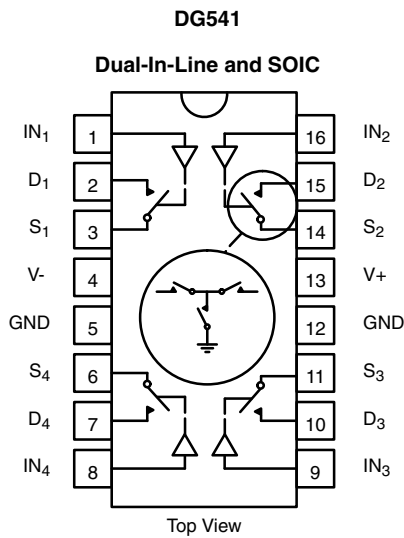 DG541
Dual-In-Line and SOIC
IN1 1 16 IN2
D1 2 15 D2
S1 3 14 S2
V- 4 13 V+
GND 5 12 GND
S4 6 11 S3
D4 7 10 D3
IN4 8 9 IN3
Top View